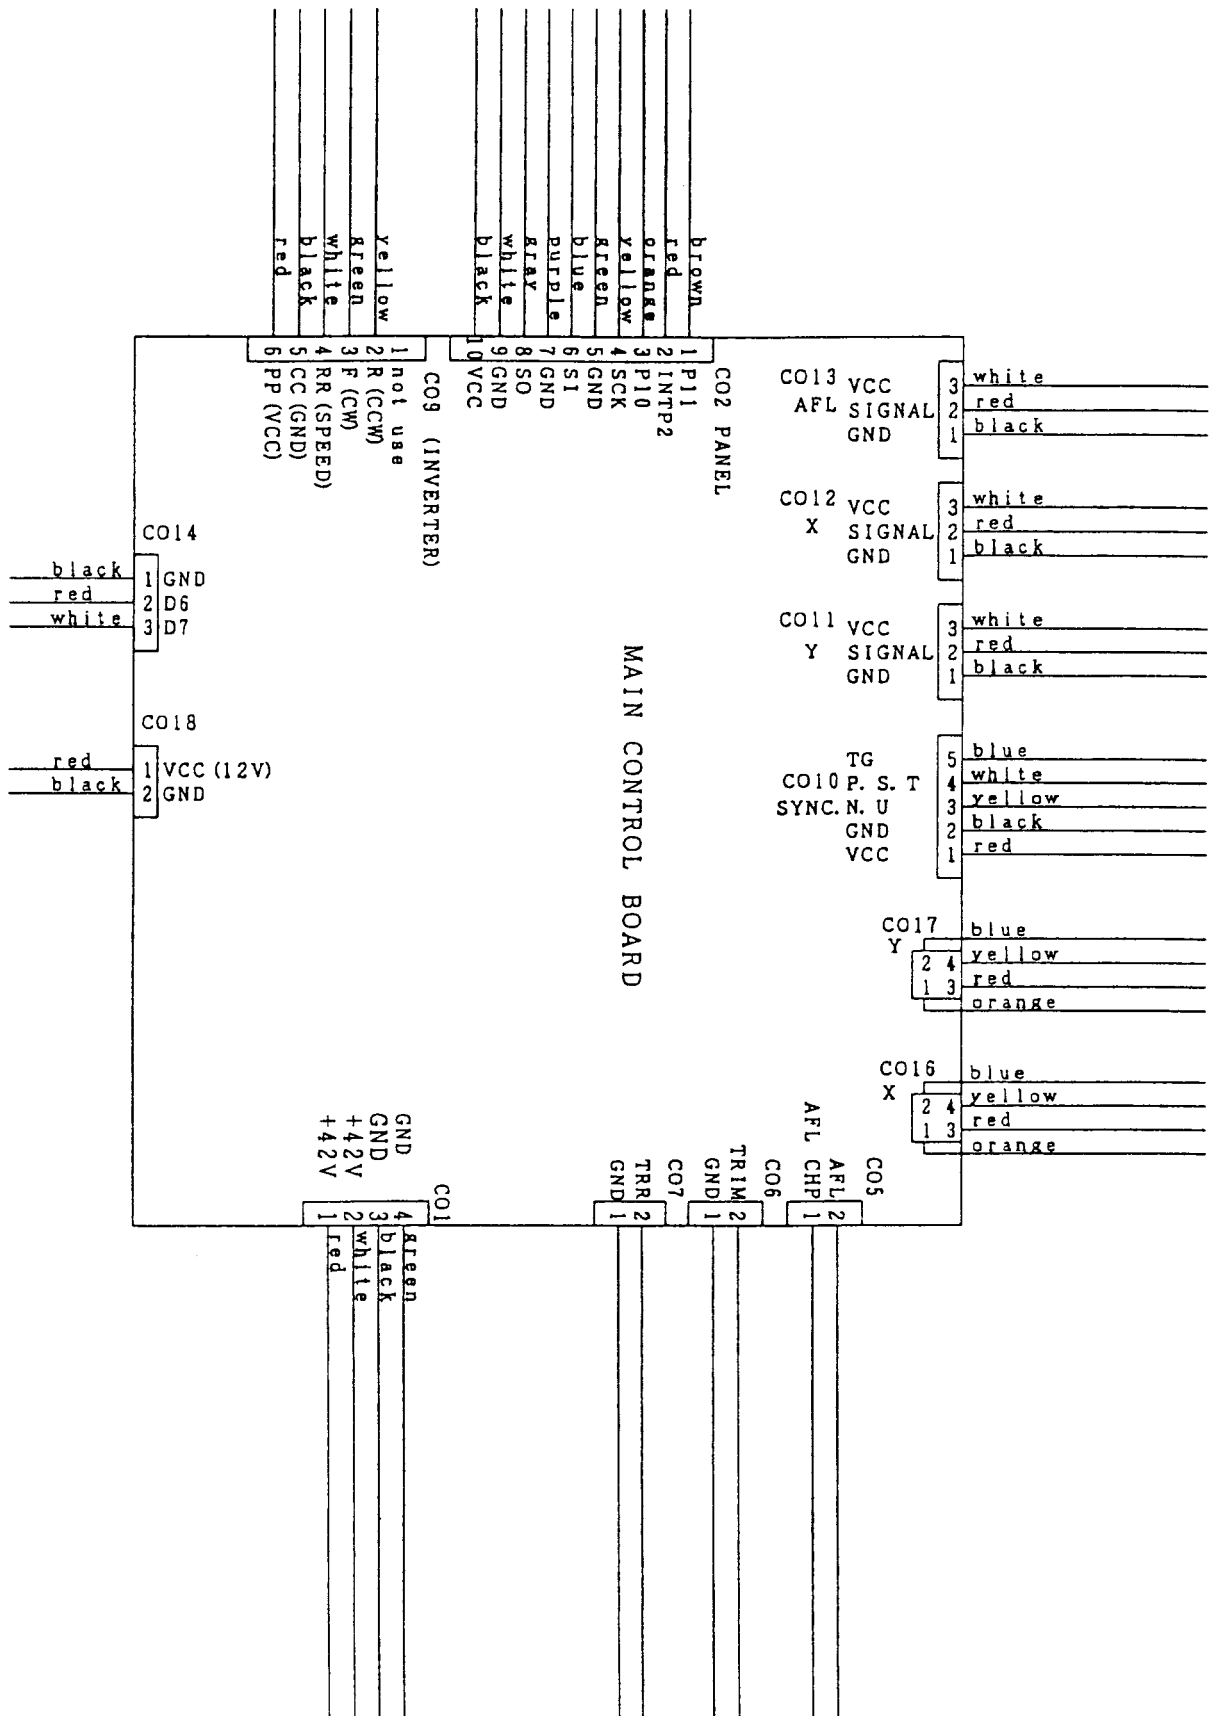 red
black
white
green
yellow
black
white
gray
purple
blue
green
yellow
orange
red
brown
6 PP (VCC)
5 CC (GND)
4 RR (SPEED)
3 F (CW)
2 R (CCW)
1 not use
CO9 (INVERTER)
10 VCC
9 GND
8 SO
7 GND
6 SI
5 GND
4 SCK
3 P10
2 INTP2
1 P11
CO2 PANEL
CO13 VCC 3 white
AFL SIGNAL 2 red
GND 1 black
CO12 VCC 3 white
X SIGNAL 2 red
GND 1 black
CO11 VCC 3 white
Y SIGNAL 2 red
GND 1 black
TG 5 blue
CO10 P.S.T 4 white
SYNC. N.U 3 yellow
GND 2 black
VCC 1 red
CO17 blue
Y 2 4 yellow
1 3 red
orange
CO16 blue
X 2 4 yellow
1 3 red
orange
CO14
black 1 GND
red 2 D6
white 3 D7
CO18
red 1 VCC (12V)
black 2 GND
MAIN CONTROL BOARD
+42V 1 red
+42V 2 white
GND 3 black
GND 4 green
CO1
GND 1
TRR 2
CO7
GND 1
TRIM 2
CO6
AFL CHP 1
AFL 2
CO5